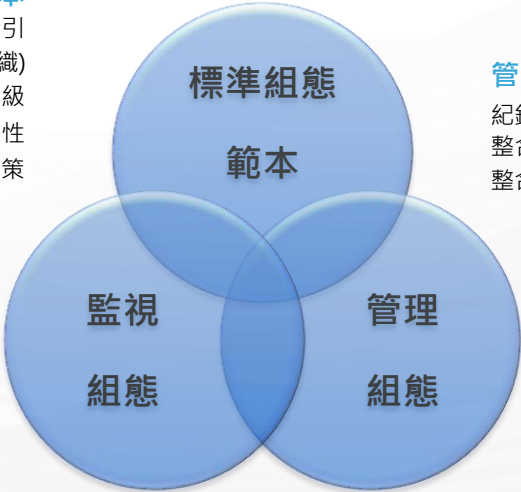 本
引
織)
級
性
策
標準組態
範本
管
紀
整
整
監視
組態
管理
組態